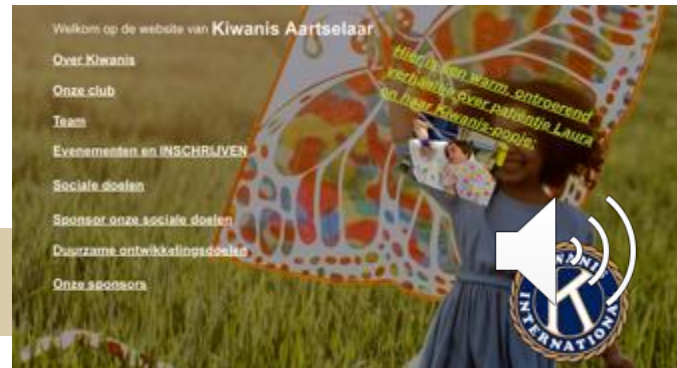 Welkom op de website van Kiwanis Aartselaar
Over Kiwanis
Onze club
Team
Evenementen en INSCHRIJVEN
Sociale doelen
Sponsor onze sociale doelen
Duurzame ontwikkelingsdoelen
Onze sponsors
Hier is een warm, ontroerend
verhaaltje over patiëntje Laura
en haar Kiwanis-popje:
KIWANIS
K
INTERNATIONAL